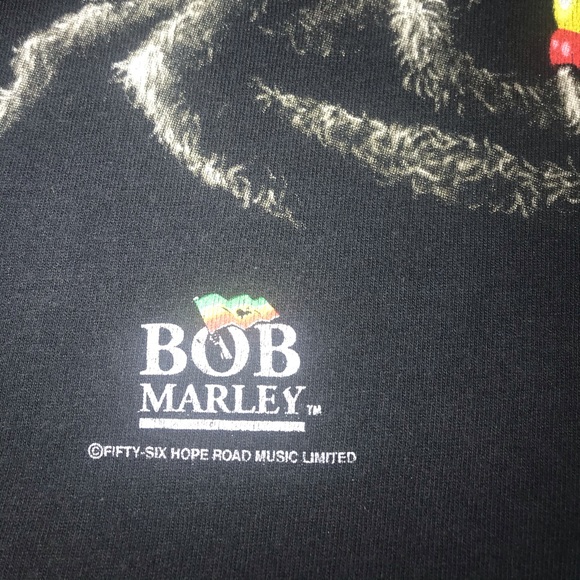 BOB
MARLEY™
©FIFTY-SIX HOPE ROAD MUSIC LIMITED